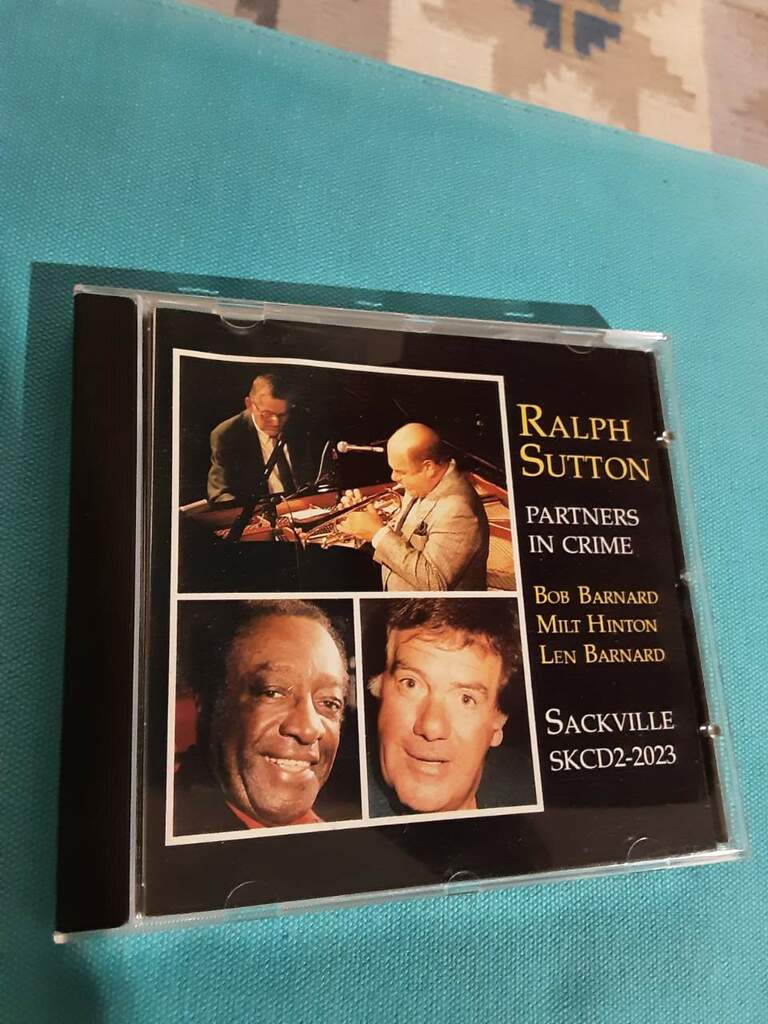 RALPH
SUTTON
PARTNERS
IN CRIME
BOB BARNARD
MILT HINTON
LEN BARNARD
SACKVILLE
SKCD2-2023